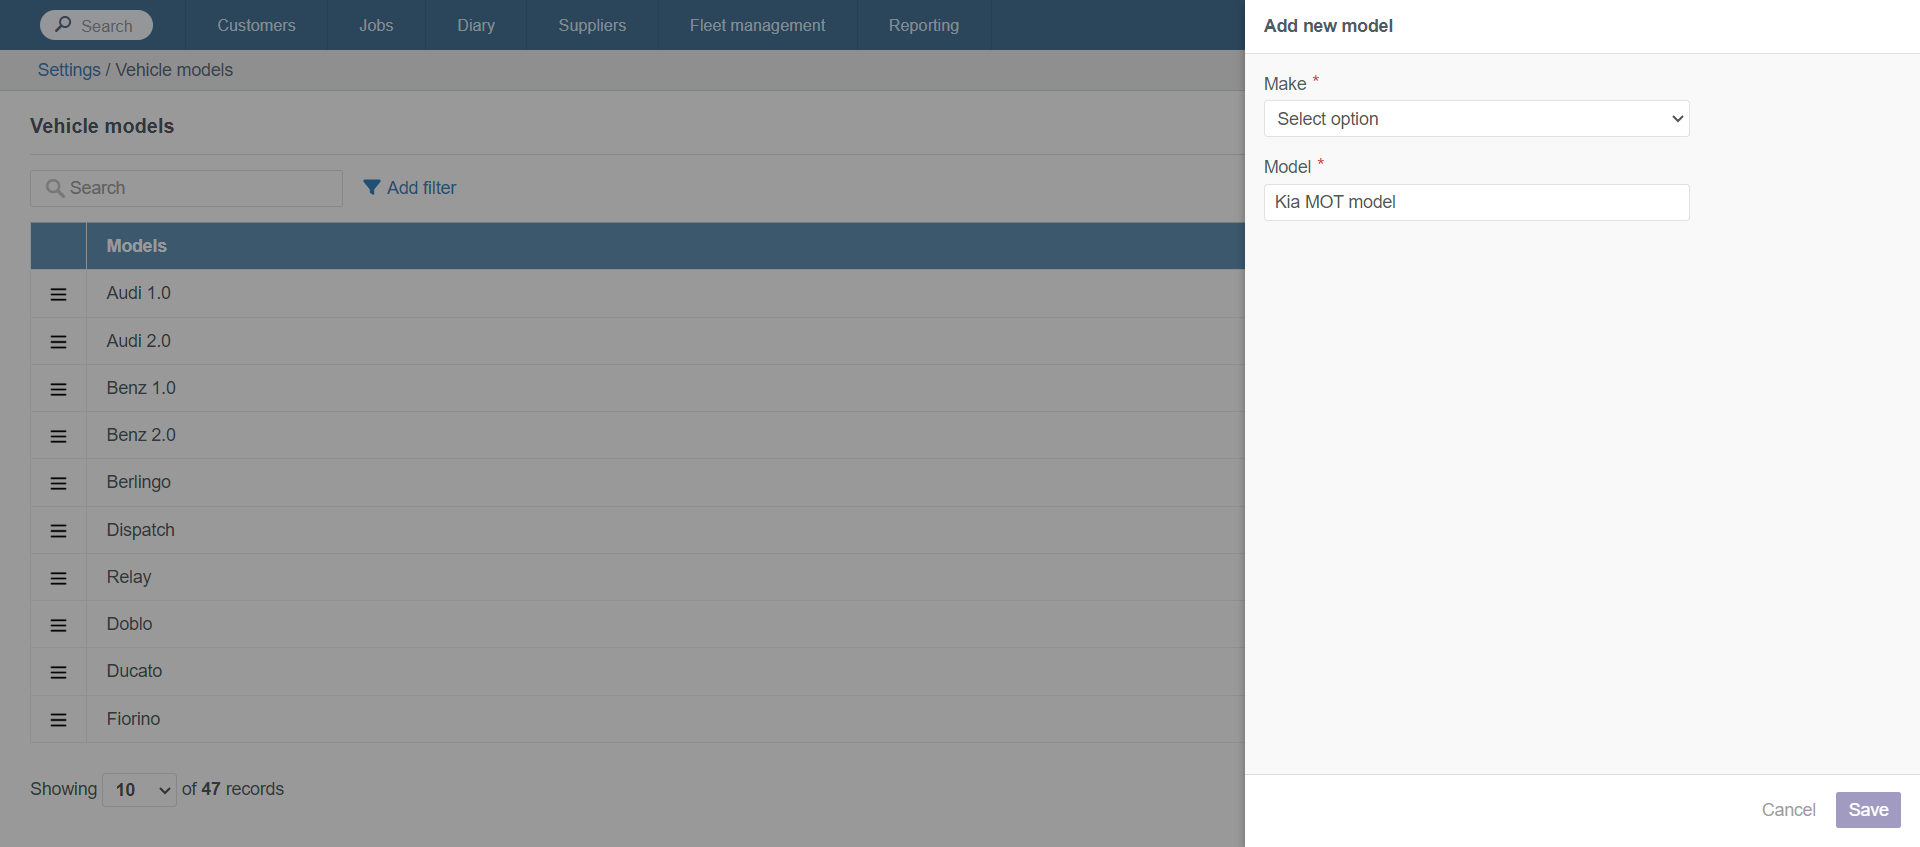 Search
Customers
Jobs
Diary
Suppliers
Fleet management
Reporting
Settings / Vehicle models
Vehicle models
Search
Add filter
Models
Audi 1.0
Audi 2.0
Benz 1.0
Benz 2.0
Berlingo
Dispatch
Relay
Doblo
Ducato
Fiorino
Showing 10 of 47 records
Add new model
Make *
Select option
Model *
Kia MOT model
Cancel
Save